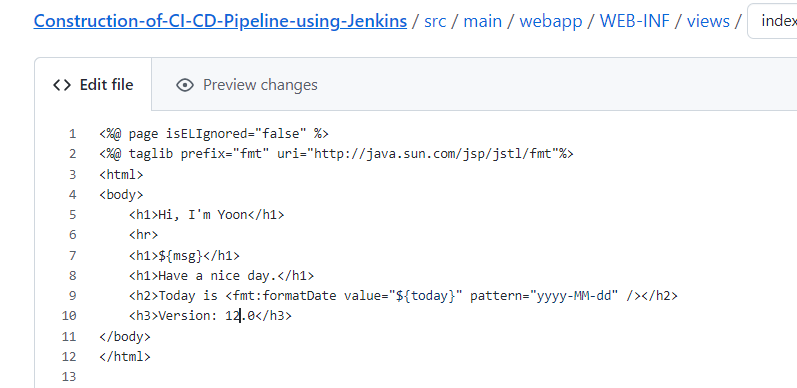 Construction-of-CI-CD-Pipeline-using-Jenkins / src / main / webapp / WEB-INF / views / index
<> Edit file Preview changes
1 <%@ page isELIgnored="false" %>
2 <%@ taglib prefix="fmt" uri="http://java.sun.com/jsp/jstl/fmt"%>
3 <html>
4 <body>
5 <h1>Hi, I'm Yoon</h1>
6 <hr>
7 <h1>${msg}</h1>
8 <h1>Have a nice day.</h1>
9 <h2>Today is <fmt:formatDate value="${today}" pattern="yyyy-MM-dd" /></h2>
10 <h3>Version: 12.0</h3>
11 </body>
12 </html>
13